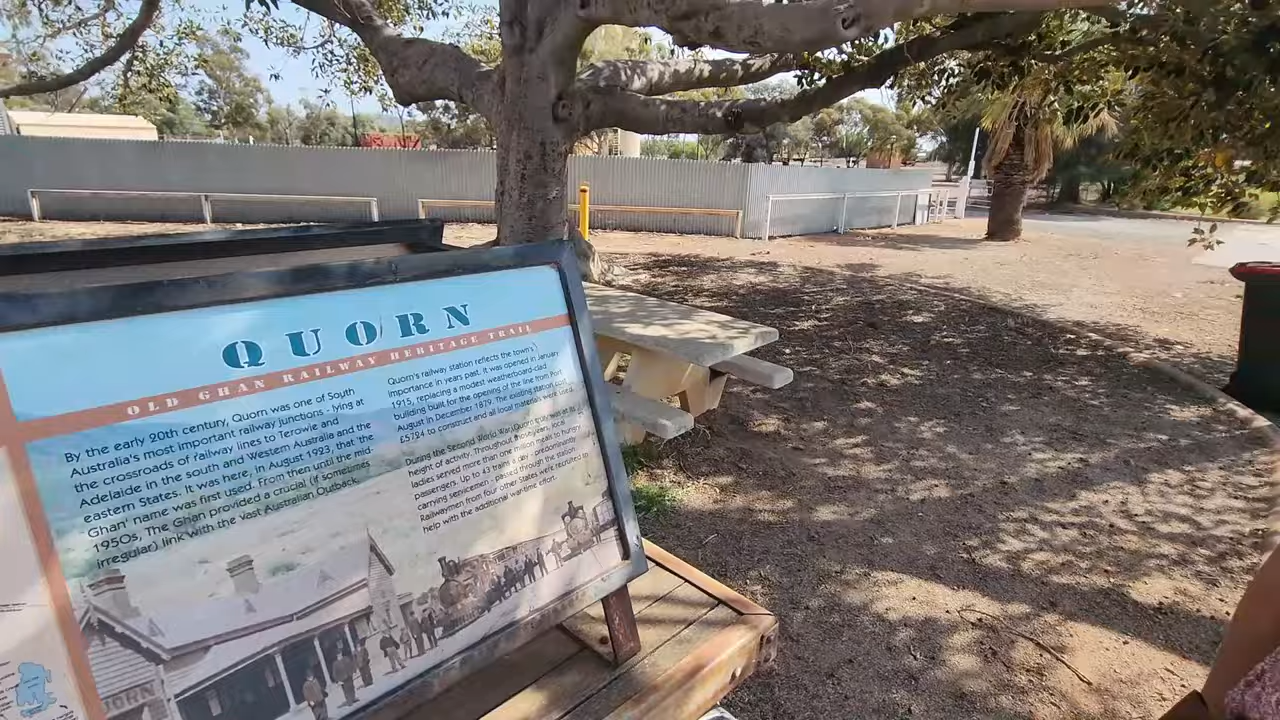 QUORN
OLD GHAN RAILWAY HERITAGE TRAIL
By the early 20th century, Quorn was one of South
Australia's most important railway junctions - lying at
the crossroads of railway lines to Terowie and
Adelaide in the south and Western Australia and the
eastern States. It was here, in August 1923, that 'the
Ghan' name was first used. From then until the mid-
1950s, The Ghan provided a crucial (if sometimes
irregular) link with the vast Australian Outback.
Quorn's railway station reflects the town's
importance in years past. It was opened in January
1915, replacing a modest weatherboard-clad
building built for the opening of the line from Port
August in December 1879. The existing station cost
£5724 to construct and all local materials were used.
During the Second World War, Quorn truly was at its
height of activity. Throughout those years, local
ladies served more than one million meals to hungry
passengers. Up to 43 trains a day - predominantly
carrying servicemen - passed through the station.
Railwaymen from four other States were recruited to
help with the additional wartime effort.